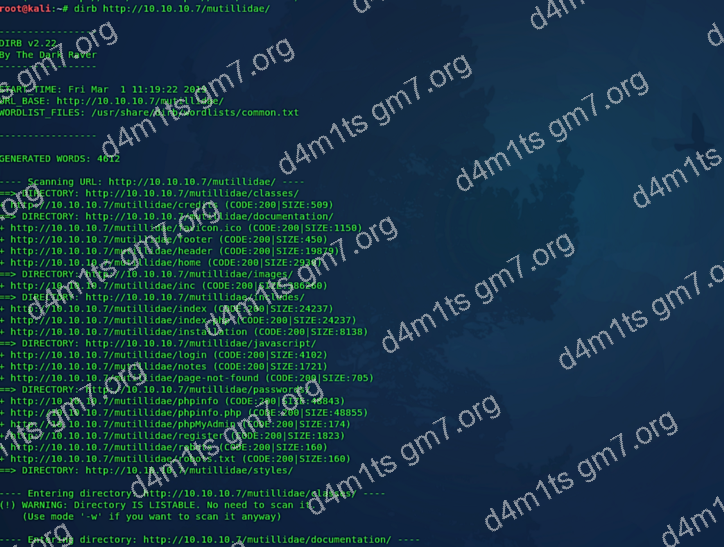 root@kali:~# dirb http://10.10.10.7/mutillidae/
-----------------
DIRB v2.22
By The Dark Raver
-----------------
START_TIME: Fri Mar 1 11:19:22
URL_BASE: http://10.10.10.7/mutillidae/
WORDLIST_FILES: /usr/share/dirb/wordlists/common.txt
-----------------
GENERATED WORDS: 4612
---- Scanning URL: http://10.10.10.7/mutillidae/ ----
==> DIRECTORY: http://10.10.10.7/mutillidae/classes/
+ http://10.10.10.7/mutillidae/credits (CODE:200|SIZE:509)
==> DIRECTORY: http://10.10.10.7/mutillidae/documentation/
+ http://10.10.10.7/mutillidae/favicon.ico (CODE:200|SIZE:1150)
+ http://10.10.10.7/mutillidae/footer (CODE:200|SIZE:450)
+ http://10.10.10.7/mutillidae/header (CODE:200|SIZE:19879)
+ http://10.10.10.7/mutillidae/home (CODE:200|
==> DIRECTORY: http://10.10.10.7/mutillidae/images/
+ http://10.10.10.7/mutillidae/inc (CODE:200|
==> DIRECTORY: http://10.10.10.7/mutillidae/includes/
+ http://10.10.10.7/mutillidae/index (CODE:200|SIZE:24237)
+ http://10.10.10.7/mutillidae/index.php (CODE:200|SIZE:24237)
+ http://10.10.10.7/mutillidae/installation (CODE:200|SIZE:8138)
==> DIRECTORY: http://10.10.10.7/mutillidae/javascript/
+ http://10.10.10.7/mutillidae/login (CODE:200|SIZE:4102)
+ http://10.10.10.7/mutillidae/notes (CODE:200|SIZE:1721)
+ http://10.10.10.7/mutillidae/page-not-found (CODE:200|SIZE:705)
==> DIRECTORY: http://10.10.10.7/mutillidae/passwords/
+ http://10.10.10.7/mutillidae/phpinfo (CODE:200|SIZE:48843)
+ http://10.10.10.7/mutillidae/phpinfo.php (CODE:200|SIZE:48855)
+ http://10.10.10.7/mutillidae/phpMyAdmin (CODE:200|SIZE:174)
+ http://10.10.10.7/mutillidae/register (CODE:200|SIZE:1823)
+ http://10.10.10.7/mutillidae/robots (CODE:200|SIZE:160)
+ http://10.10.10.7/mutillidae/robots.txt (CODE:200|SIZE:160)
==> DIRECTORY: http://10.10.10.7/mutillidae/styles/
---- Entering directory: http://10.10.10.7/mutillidae/classes/ ----
(!) WARNING: Directory IS LISTABLE. No need to scan it.
(Use mode '-w' if you want to scan it anyway)
---- Entering directory: http://10.10.10.7/mutillidae/documentation/ ----
d4m1ts gm7.org
d4m1ts gm7.org
d4m1ts gm7.org
d4m1ts gm7.org
d4m1ts gm7.org
d4m1ts gm7.org
d4m1ts gm7.org
d4m1ts gm7.org
d4m1ts gm7.org
d4m1ts gm7.org